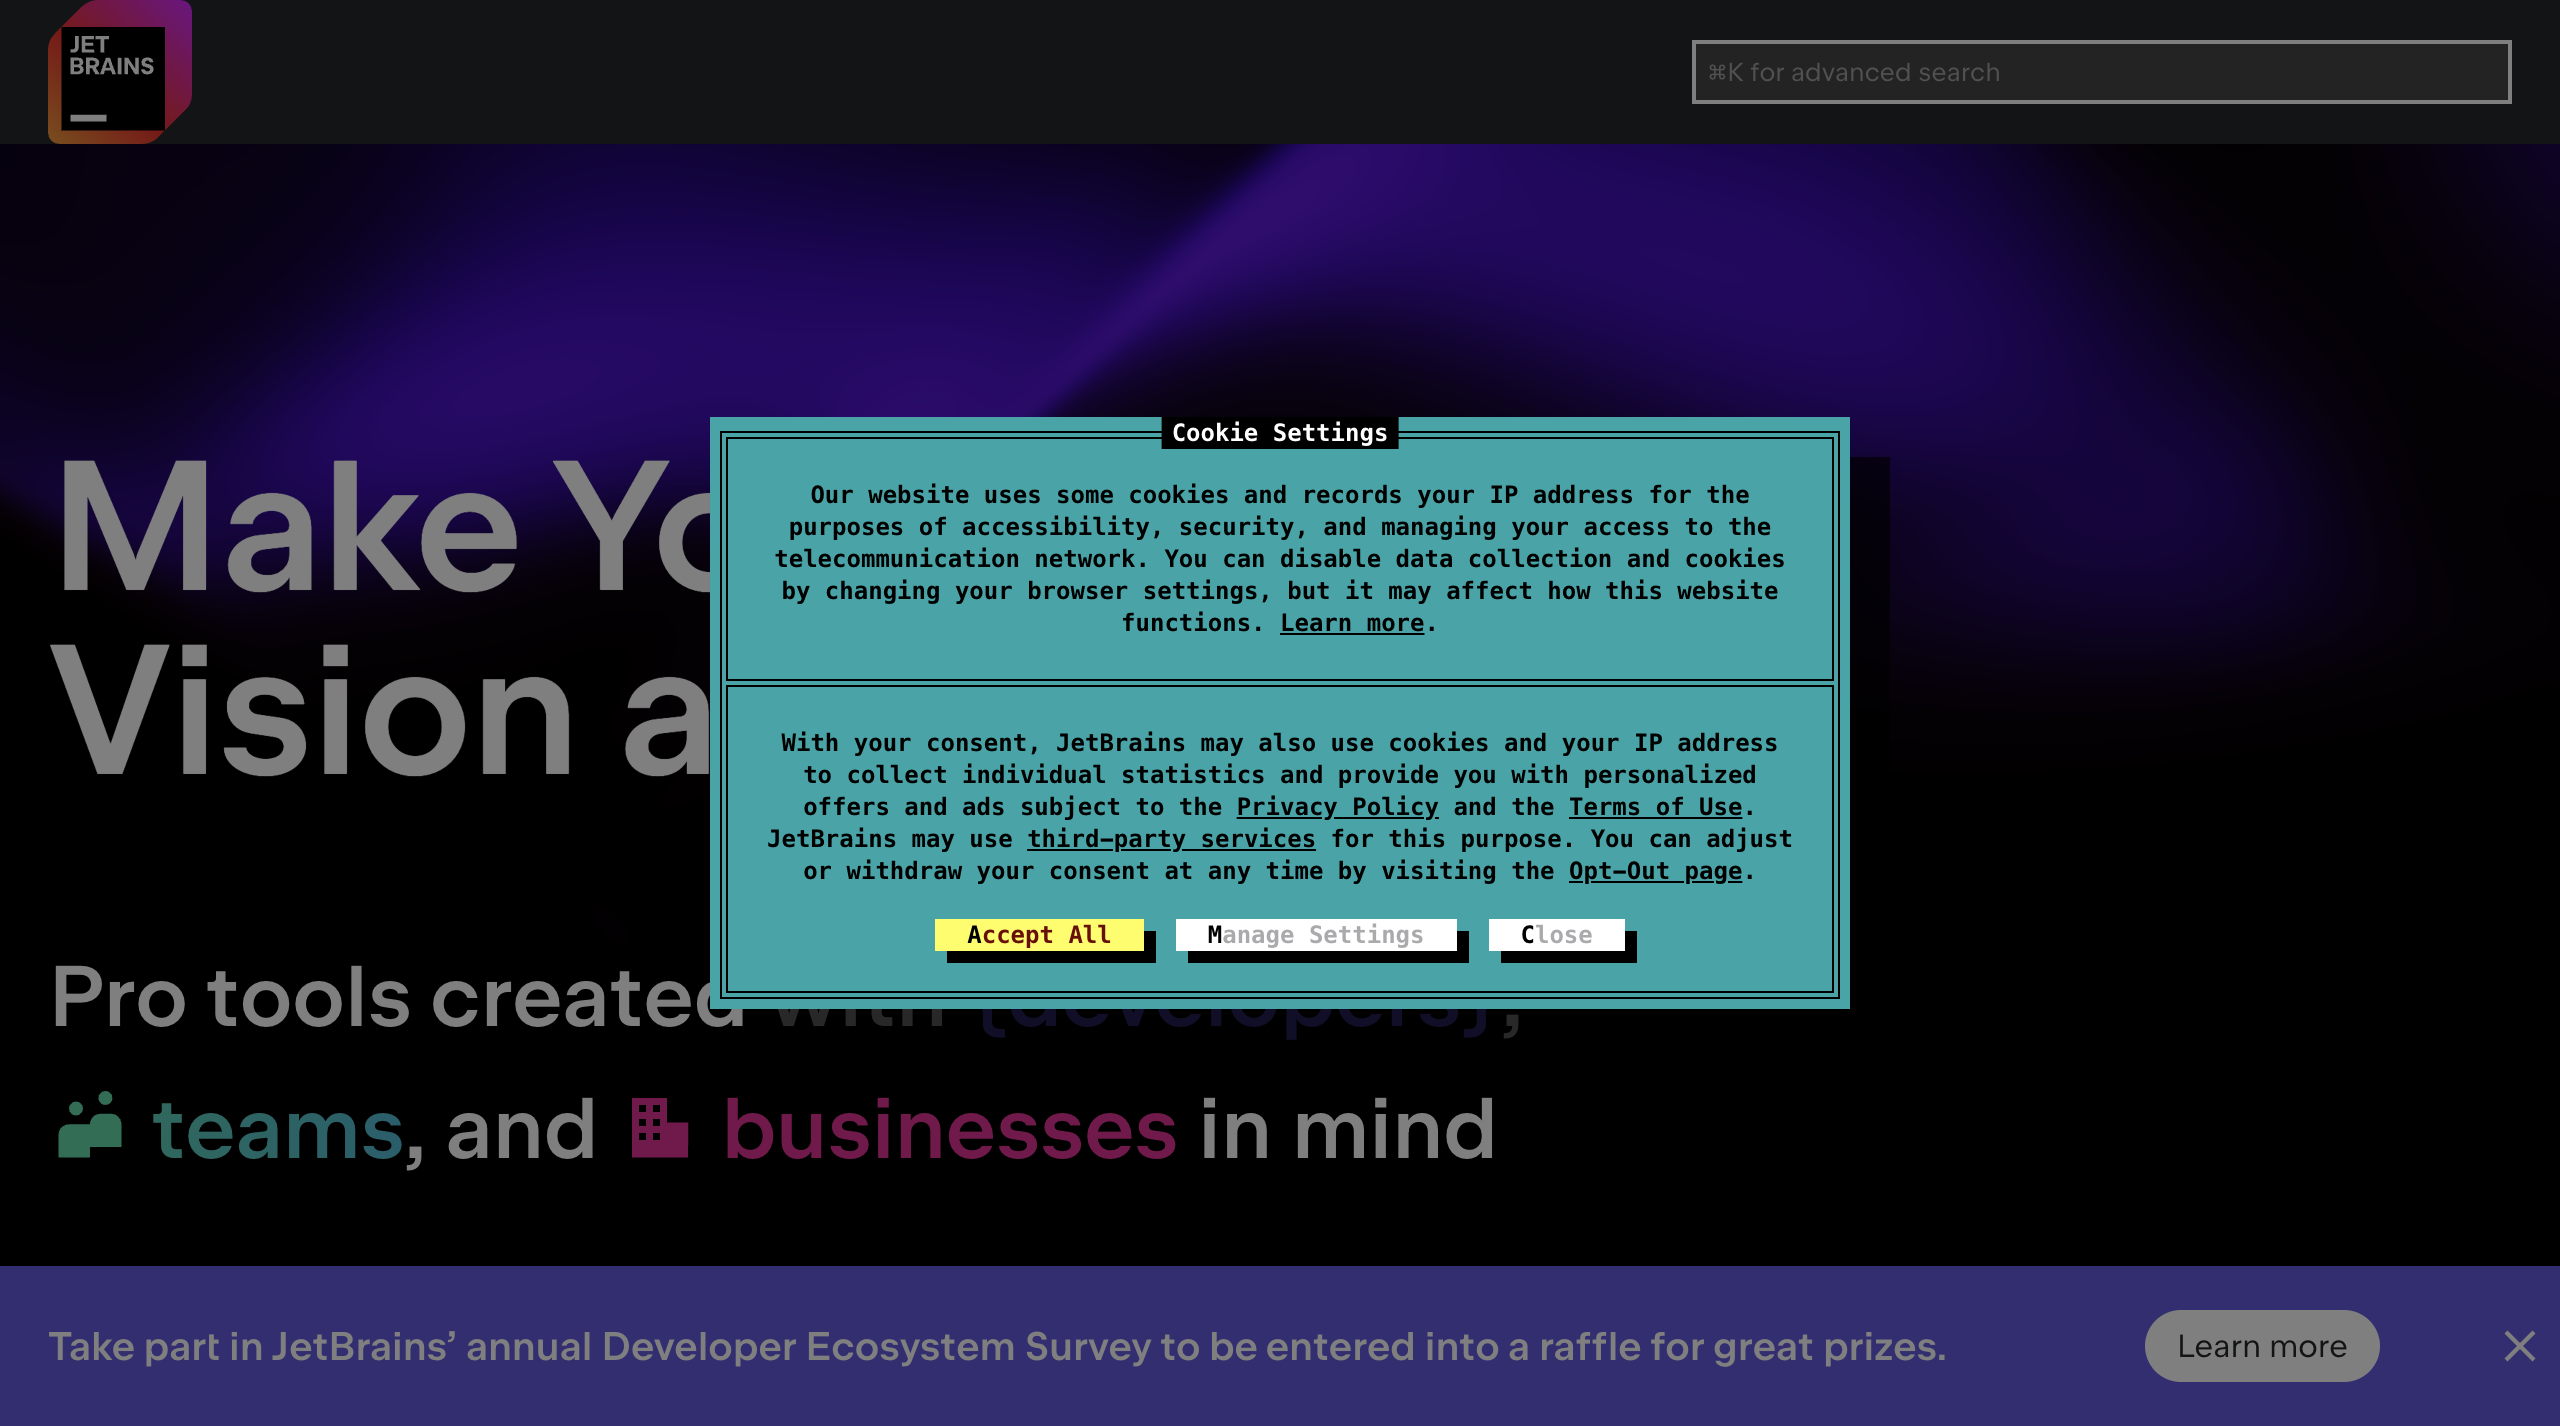 JET
BRAINS
⌘K for advanced search
Make Yo
Vision a
Cookie Settings
Our website uses some cookies and records your IP address for the
purposes of accessibility, security, and managing your access to the
telecommunication network. You can disable data collection and cookies
by changing your browser settings, but it may affect how this website
functions. Learn more.
With your consent, JetBrains may also use cookies and your IP address
to collect individual statistics and provide you with personalized
offers and ads subject to the Privacy Policy and the Terms of Use.
JetBrains may use third-party services for this purpose. You can adjust
or withdraw your consent at any time by visiting the Opt-Out page.
Accept All Manage Settings Close
Pro tools created with {developers},
teams, and businesses in mind
Take part in JetBrains’ annual Developer Ecosystem Survey to be entered into a raffle for great prizes. Learn more